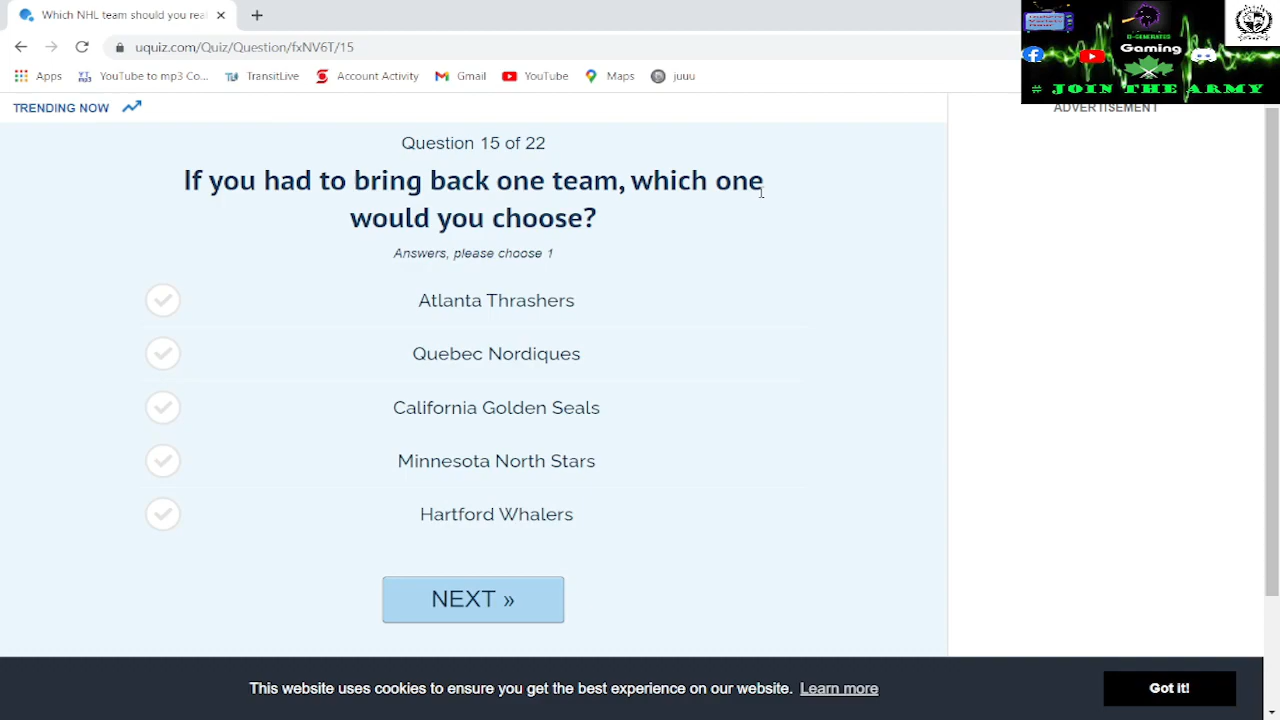 Which NHL team should you rea
uquiz.com/Quiz/Question/fxNV6T/15
Apps YouTube to mp3 Co... TransitLive Account Activity Gmail YouTube Maps juuu
Gaming
# JOIN THE ARMY
TRENDING NOW
ADVERTISEMENT
Question 15 of 22
If you had to bring back one team, which one
would you choose?
Answers, please choose 1
Atlanta Thrashers
Quebec Nordiques
California Golden Seals
Minnesota North Stars
Hartford Whalers
NEXT »
This website uses cookies to ensure you get the best experience on our website. Learn more
Got it!